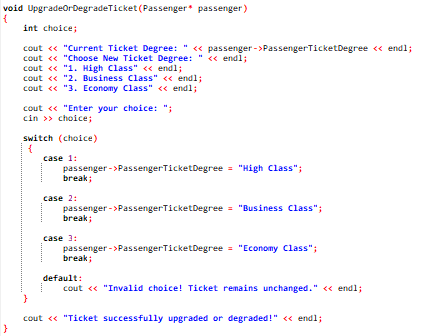 void UpgradeOrDegradeTicket(Passenger* passenger)
{
    int choice;

    cout << "Current Ticket Degree: " << passenger->PassengerTicketDegree << endl;
    cout << "Choose New Ticket Degree: " << endl;
    cout << "1. High Class" << endl;
    cout << "2. Business Class" << endl;
    cout << "3. Economy Class" << endl;

    cout << "Enter your choice: ";
    cin >> choice;

    switch (choice)
    {
        case 1:
            passenger->PassengerTicketDegree = "High Class";
            break;

        case 2:
            passenger->PassengerTicketDegree = "Business Class";
            break;

        case 3:
            passenger->PassengerTicketDegree = "Economy Class";
            break;

        default:
            cout << "Invalid choice! Ticket remains unchanged." << endl;
    }

    cout << "Ticket successfully upgraded or degraded!" << endl;
}